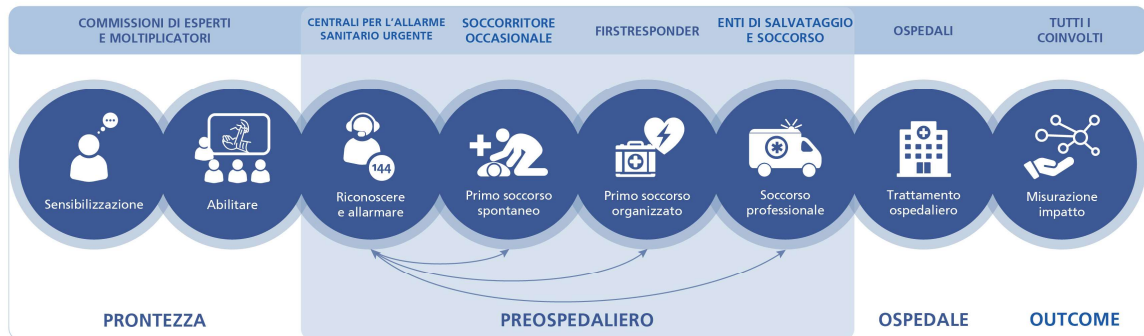 COMMISSIONI DI ESPERTI
E MOLTIPLICATORI
CENTRALI PER L'ALLARME
SANITARIO URGENTE
SOCCORRITORE
OCCASIONALE
FIRSTRESPONDER
ENTI DI SALVATAGGIO
E SOCCORSO
OSPEDALI
TUTTI I
COINVOLTI
Sensibilizzazione
Abilitare
144
Riconoscere
e allarmare
Primo soccorso
spontaneo
Primo soccorso
organizzato
Soccorso
professionale
Trattamento
ospedaliero
Misurazione
impatto
PRONTEZZA
PREOSPEDALIERO
OSPEDALE
OUTCOME